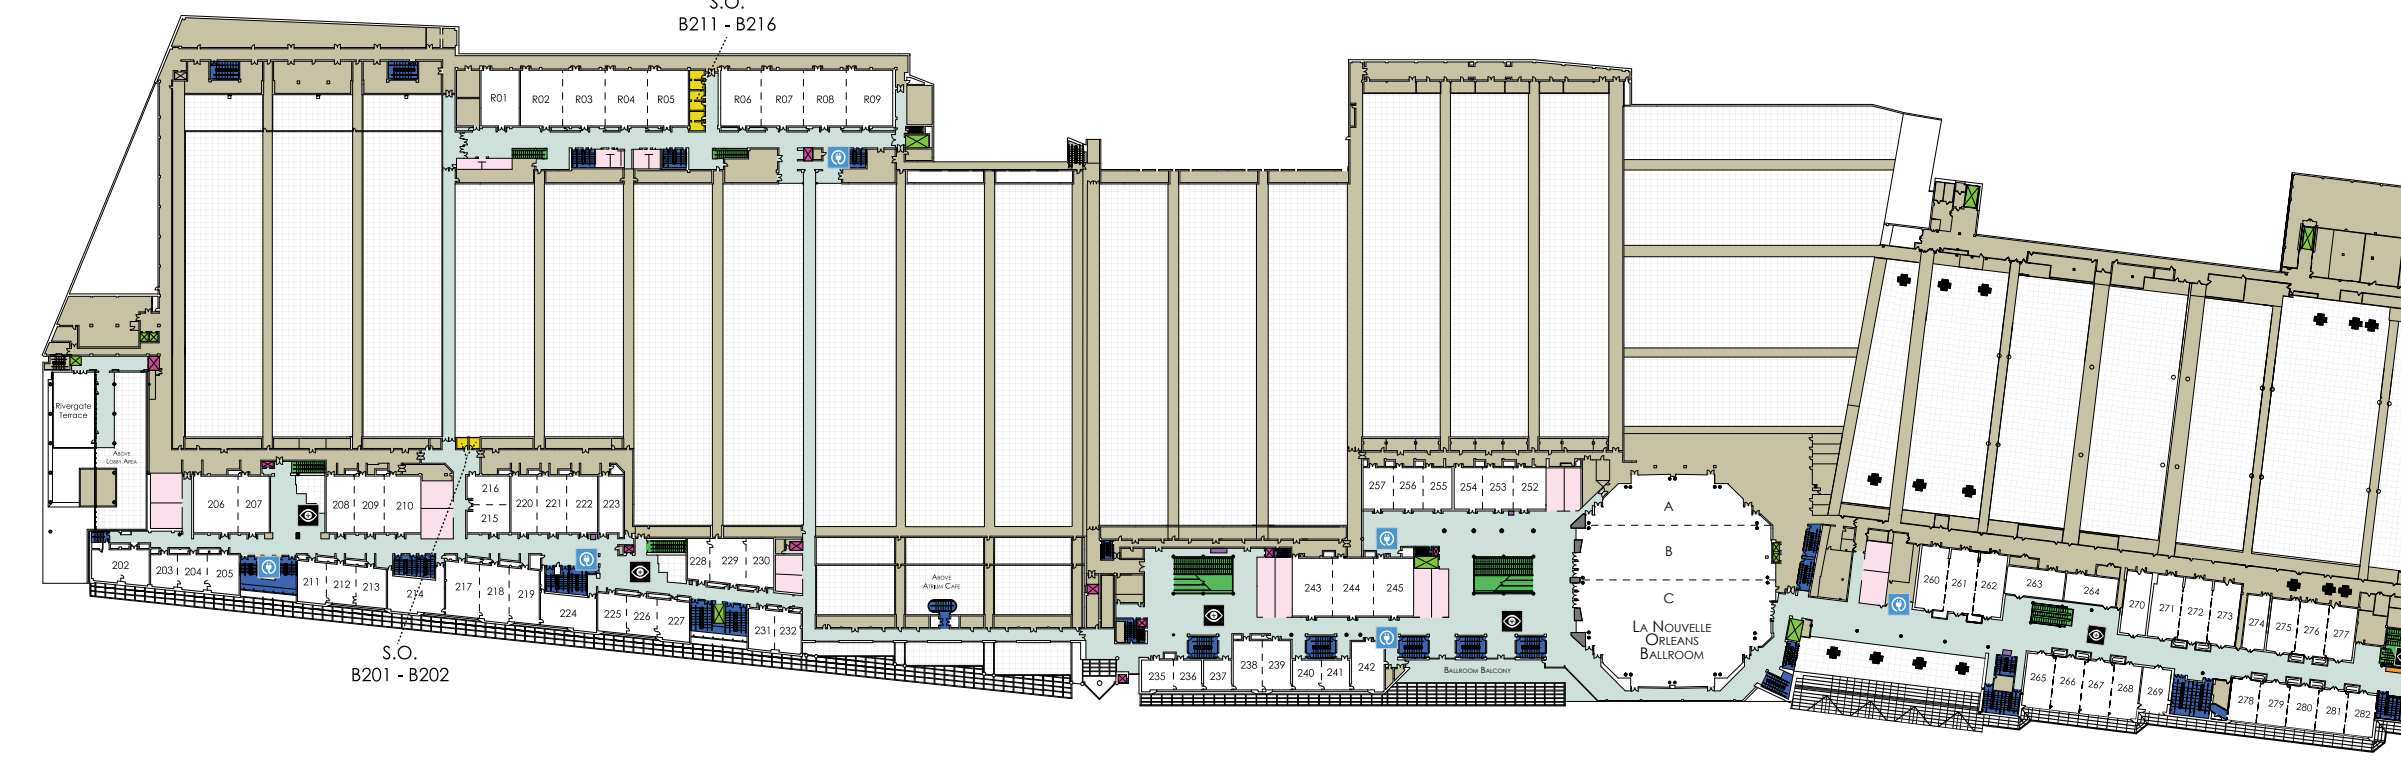 S.O.
B211 - B216
R01 R02 R03 R04 R05 R06 R07 R08 R09
Rivergate
Terrace
Above
Lobby Area
206 207 208 209 210 216
215 220 221 222 223
202 203 204 205 211 212 213 214 217 218 219 224 225 226 227
228 229 230 231 232
S.O.
B201 - B202
Above
Atrium Cafe
257 256 255 254 253 252
243 244 245
235 236 237 238 239 240 241 242
Ballroom Balcony
A
B
C
La Nouvelle
Orleans
Ballroom
260 261 262 263 264
270 271 272 273 274 275 276 277
265 266 267 268 269 278 279 280 281 282